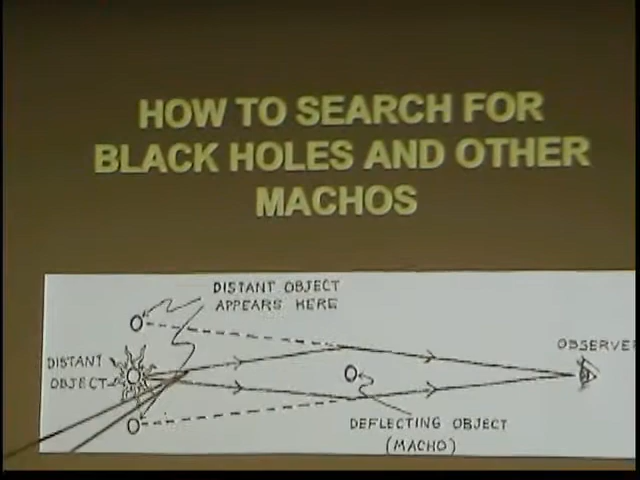 HOW TO SEARCH FOR
BLACK HOLES AND OTHER
MACHOS
DISTANT OBJECT
APPEARS HERE
OBSERVER
DISTANT
OBJECT
DEFLECTING OBJECT
(MACHO)